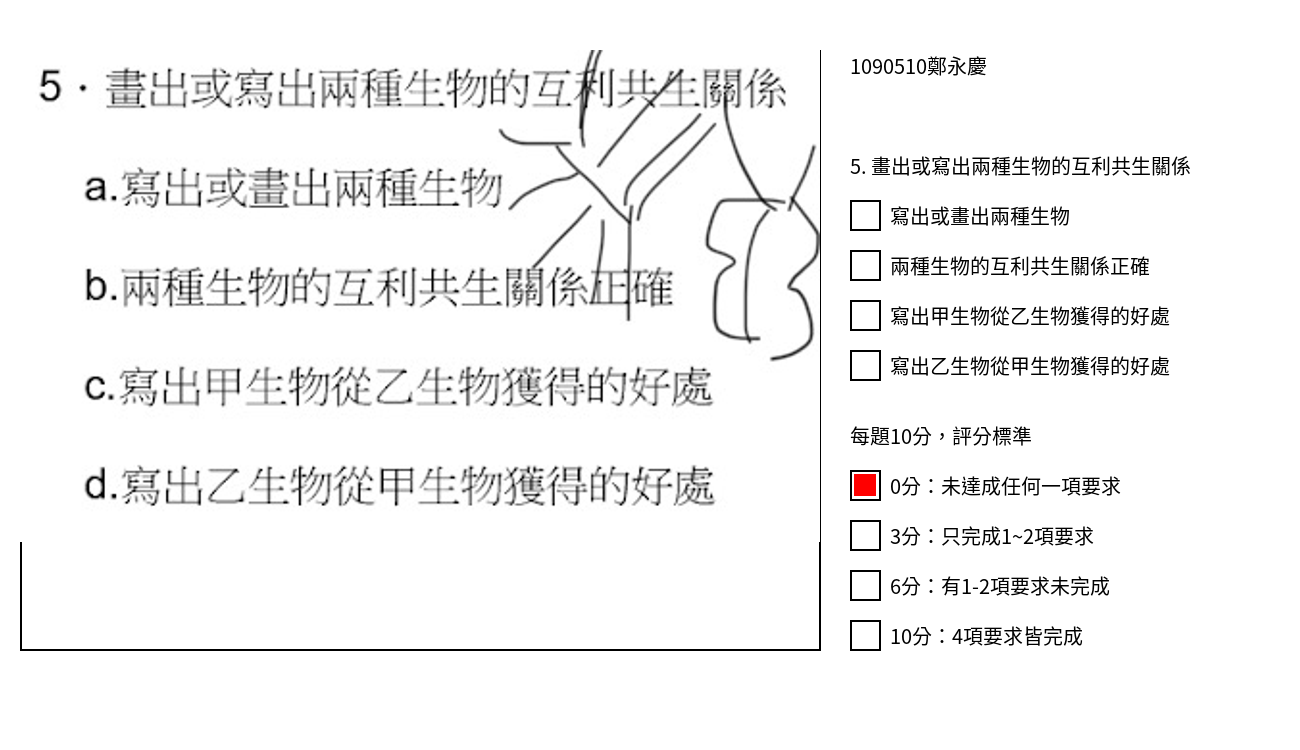 5．畫出或寫出兩種生物的互利共生關係
a.寫出或畫出兩種生物
b.兩種生物的互利共生關係正確
c.寫出甲生物從乙生物獲得的好處
d.寫出乙生物從甲生物獲得的好處
1090510鄭永慶
5. 畫出或寫出兩種生物的互利共生關係
寫出或畫出兩種生物
兩種生物的互利共生關係正確
寫出甲生物從乙生物獲得的好處
寫出乙生物從甲生物獲得的好處
每題10分，評分標準
0分：未達成任何一項要求
3分：只完成1~2項要求
6分：有1-2項要求未完成
10分：4項要求皆完成